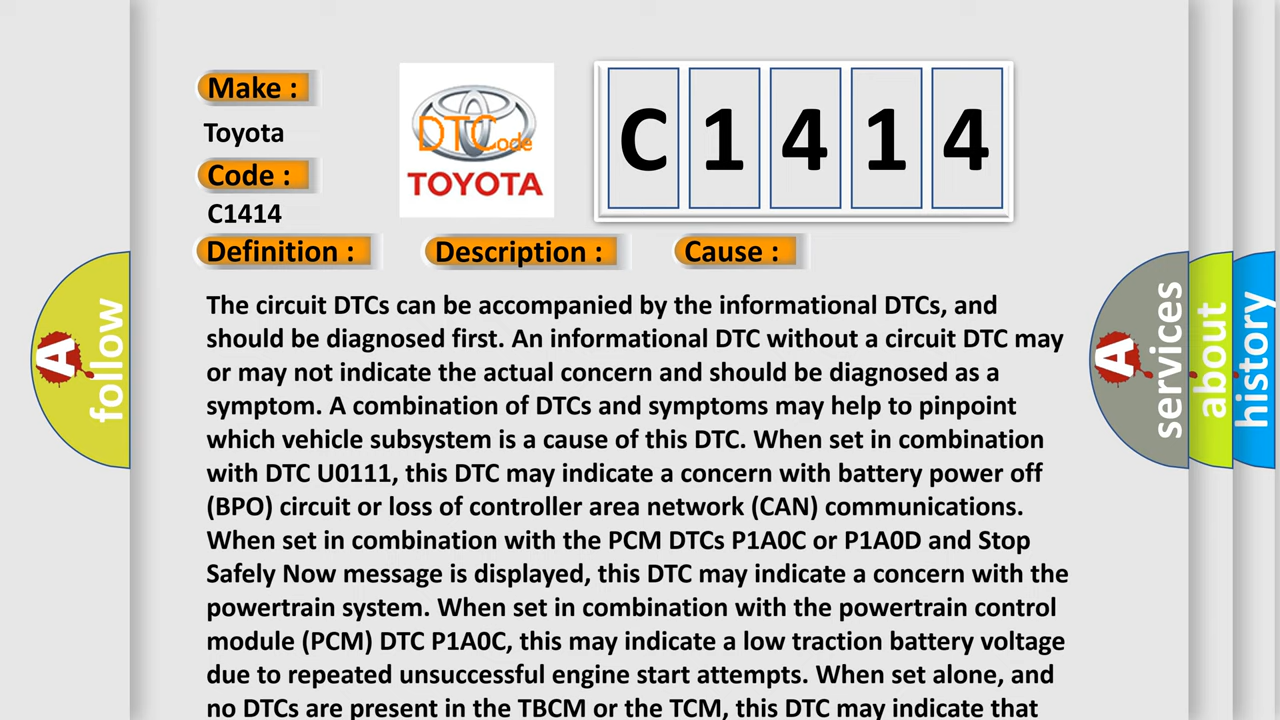 Make :
Toyota
Code :
C1414
DTCode
TOYOTA
C1414
Definition :
Description :
Cause :
The circuit DTCs can be accompanied by the informational DTCs, and
should be diagnosed first. An informational DTC without a circuit DTC may
or may not indicate the actual concern and should be diagnosed as a
symptom. A combination of DTCs and symptoms may help to pinpoint
which vehicle subsystem is a cause of this DTC. When set in combination
with DTC U0111, this DTC may indicate a concern with battery power off
(BPO) circuit or loss of controller area network (CAN) communications.
When set in combination with the PCM DTCs P1A0C or P1A0D and Stop
Safely Now message is displayed, this DTC may indicate a concern with the
powertrain system. When set in combination with the powertrain control
module (PCM) DTC P1A0C, this may indicate a low traction battery voltage
due to repeated unsuccessful engine start attempts. When set alone, and
no DTCs are present in the TBCM or the TCM, this DTC may indicate that
A
follow
A
services
about
history